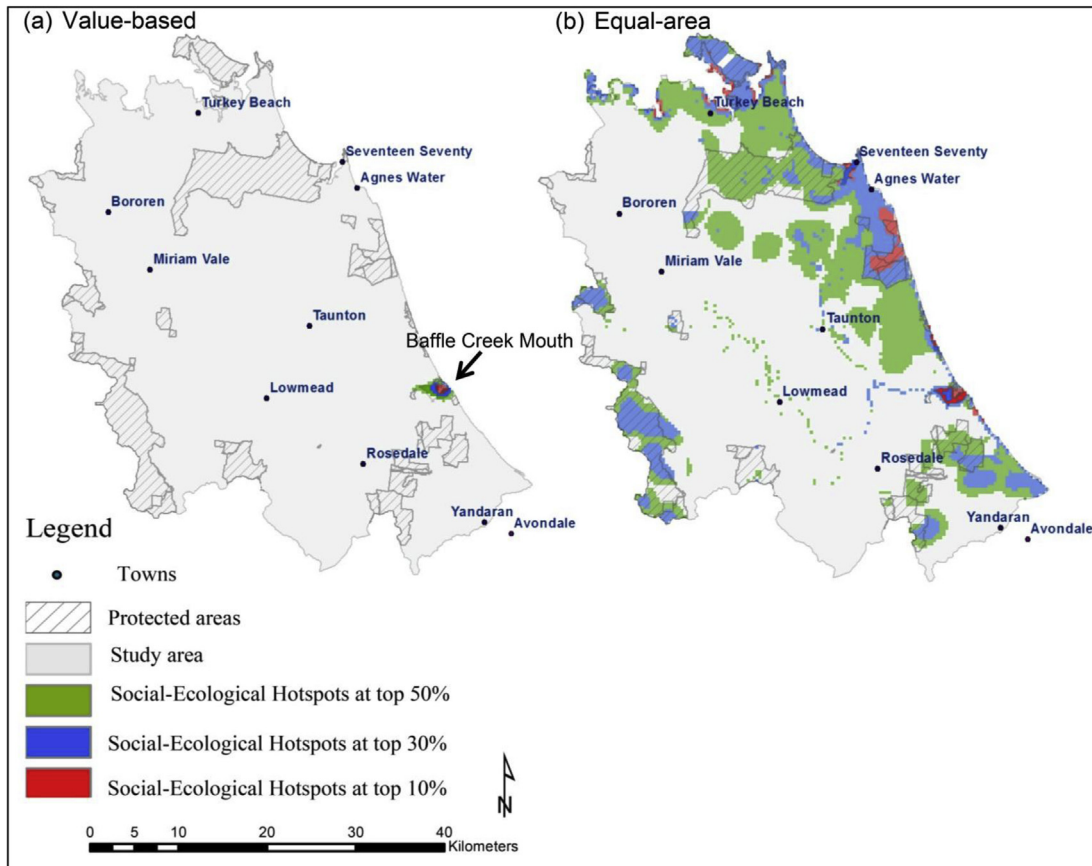 (a) Value-based
(b) Equal-area
Turkey Beach
Seventeen Seventy
Agnes Water
Bororen
Miriam Vale
Taunton
Baffle Creek Mouth
Lowmead
Rosedale
Yandaran
Avondale
Turkey Beach
Seventeen Seventy
Agnes Water
Bororen
Miriam Vale
Taunton
Lowmead
Rosedale
Yandaran
Avondale
Legend
Towns
Protected areas
Study area
Social-Ecological Hotspots at top 50%
Social-Ecological Hotspots at top 30%
Social-Ecological Hotspots at top 10%
N
0 5 10 20 30 40
Kilometers